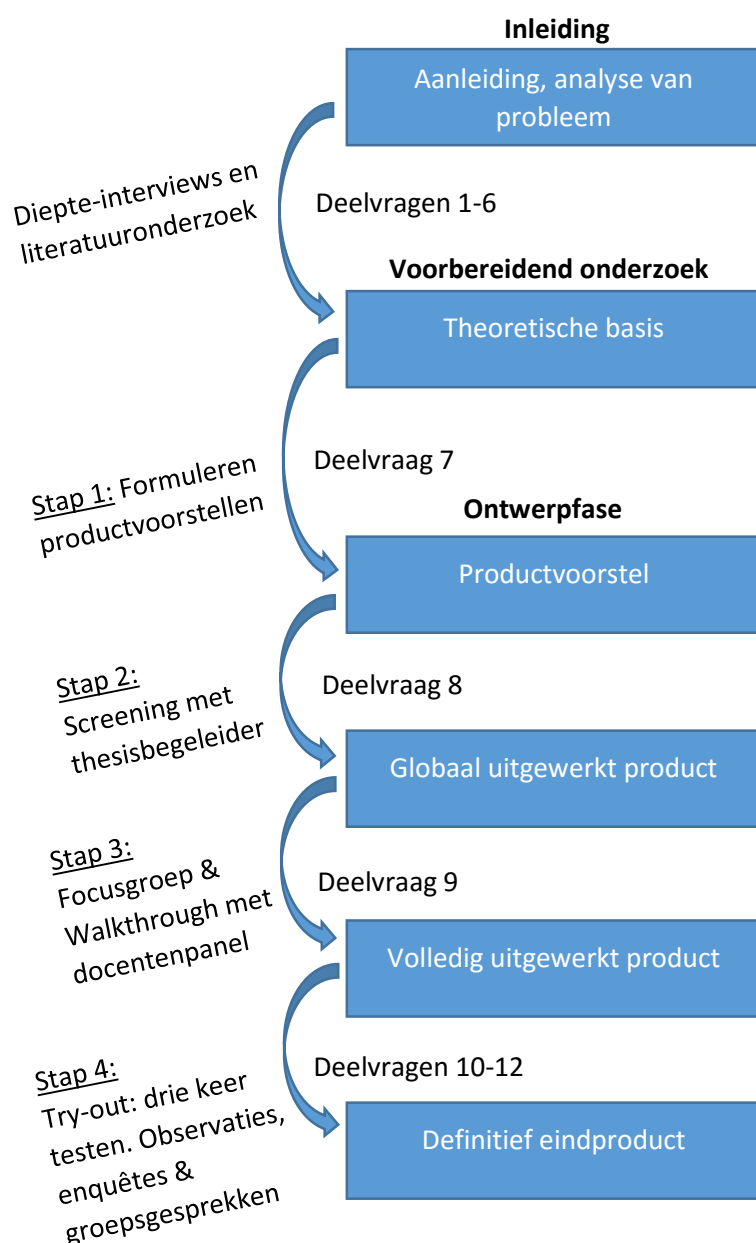 Inleiding
Aanleiding, analyse van
probleem
Diepte-interviews en
literatuuronderzoek
Deelvragen 1-6
Voorbereidend onderzoek
Theoretische basis
Stap 1: Formuleren
productvoorstellen
Deelvraag 7
Ontwerpfase
Productvoorstel
Stap 2:
Screening met
thesisbegeleider
Deelvraag 8
Globaal uitgewerkt product
Stap 3:
Focusgroep &
Walkthrough met
docentenpanel
Deelvraag 9
Volledig uitgewerkt product
Stap 4:
Try-out: drie keer
testen. Observaties,
enquêtes &
groepsgesprekken
Deelvragen 10-12
Definitief eindproduct